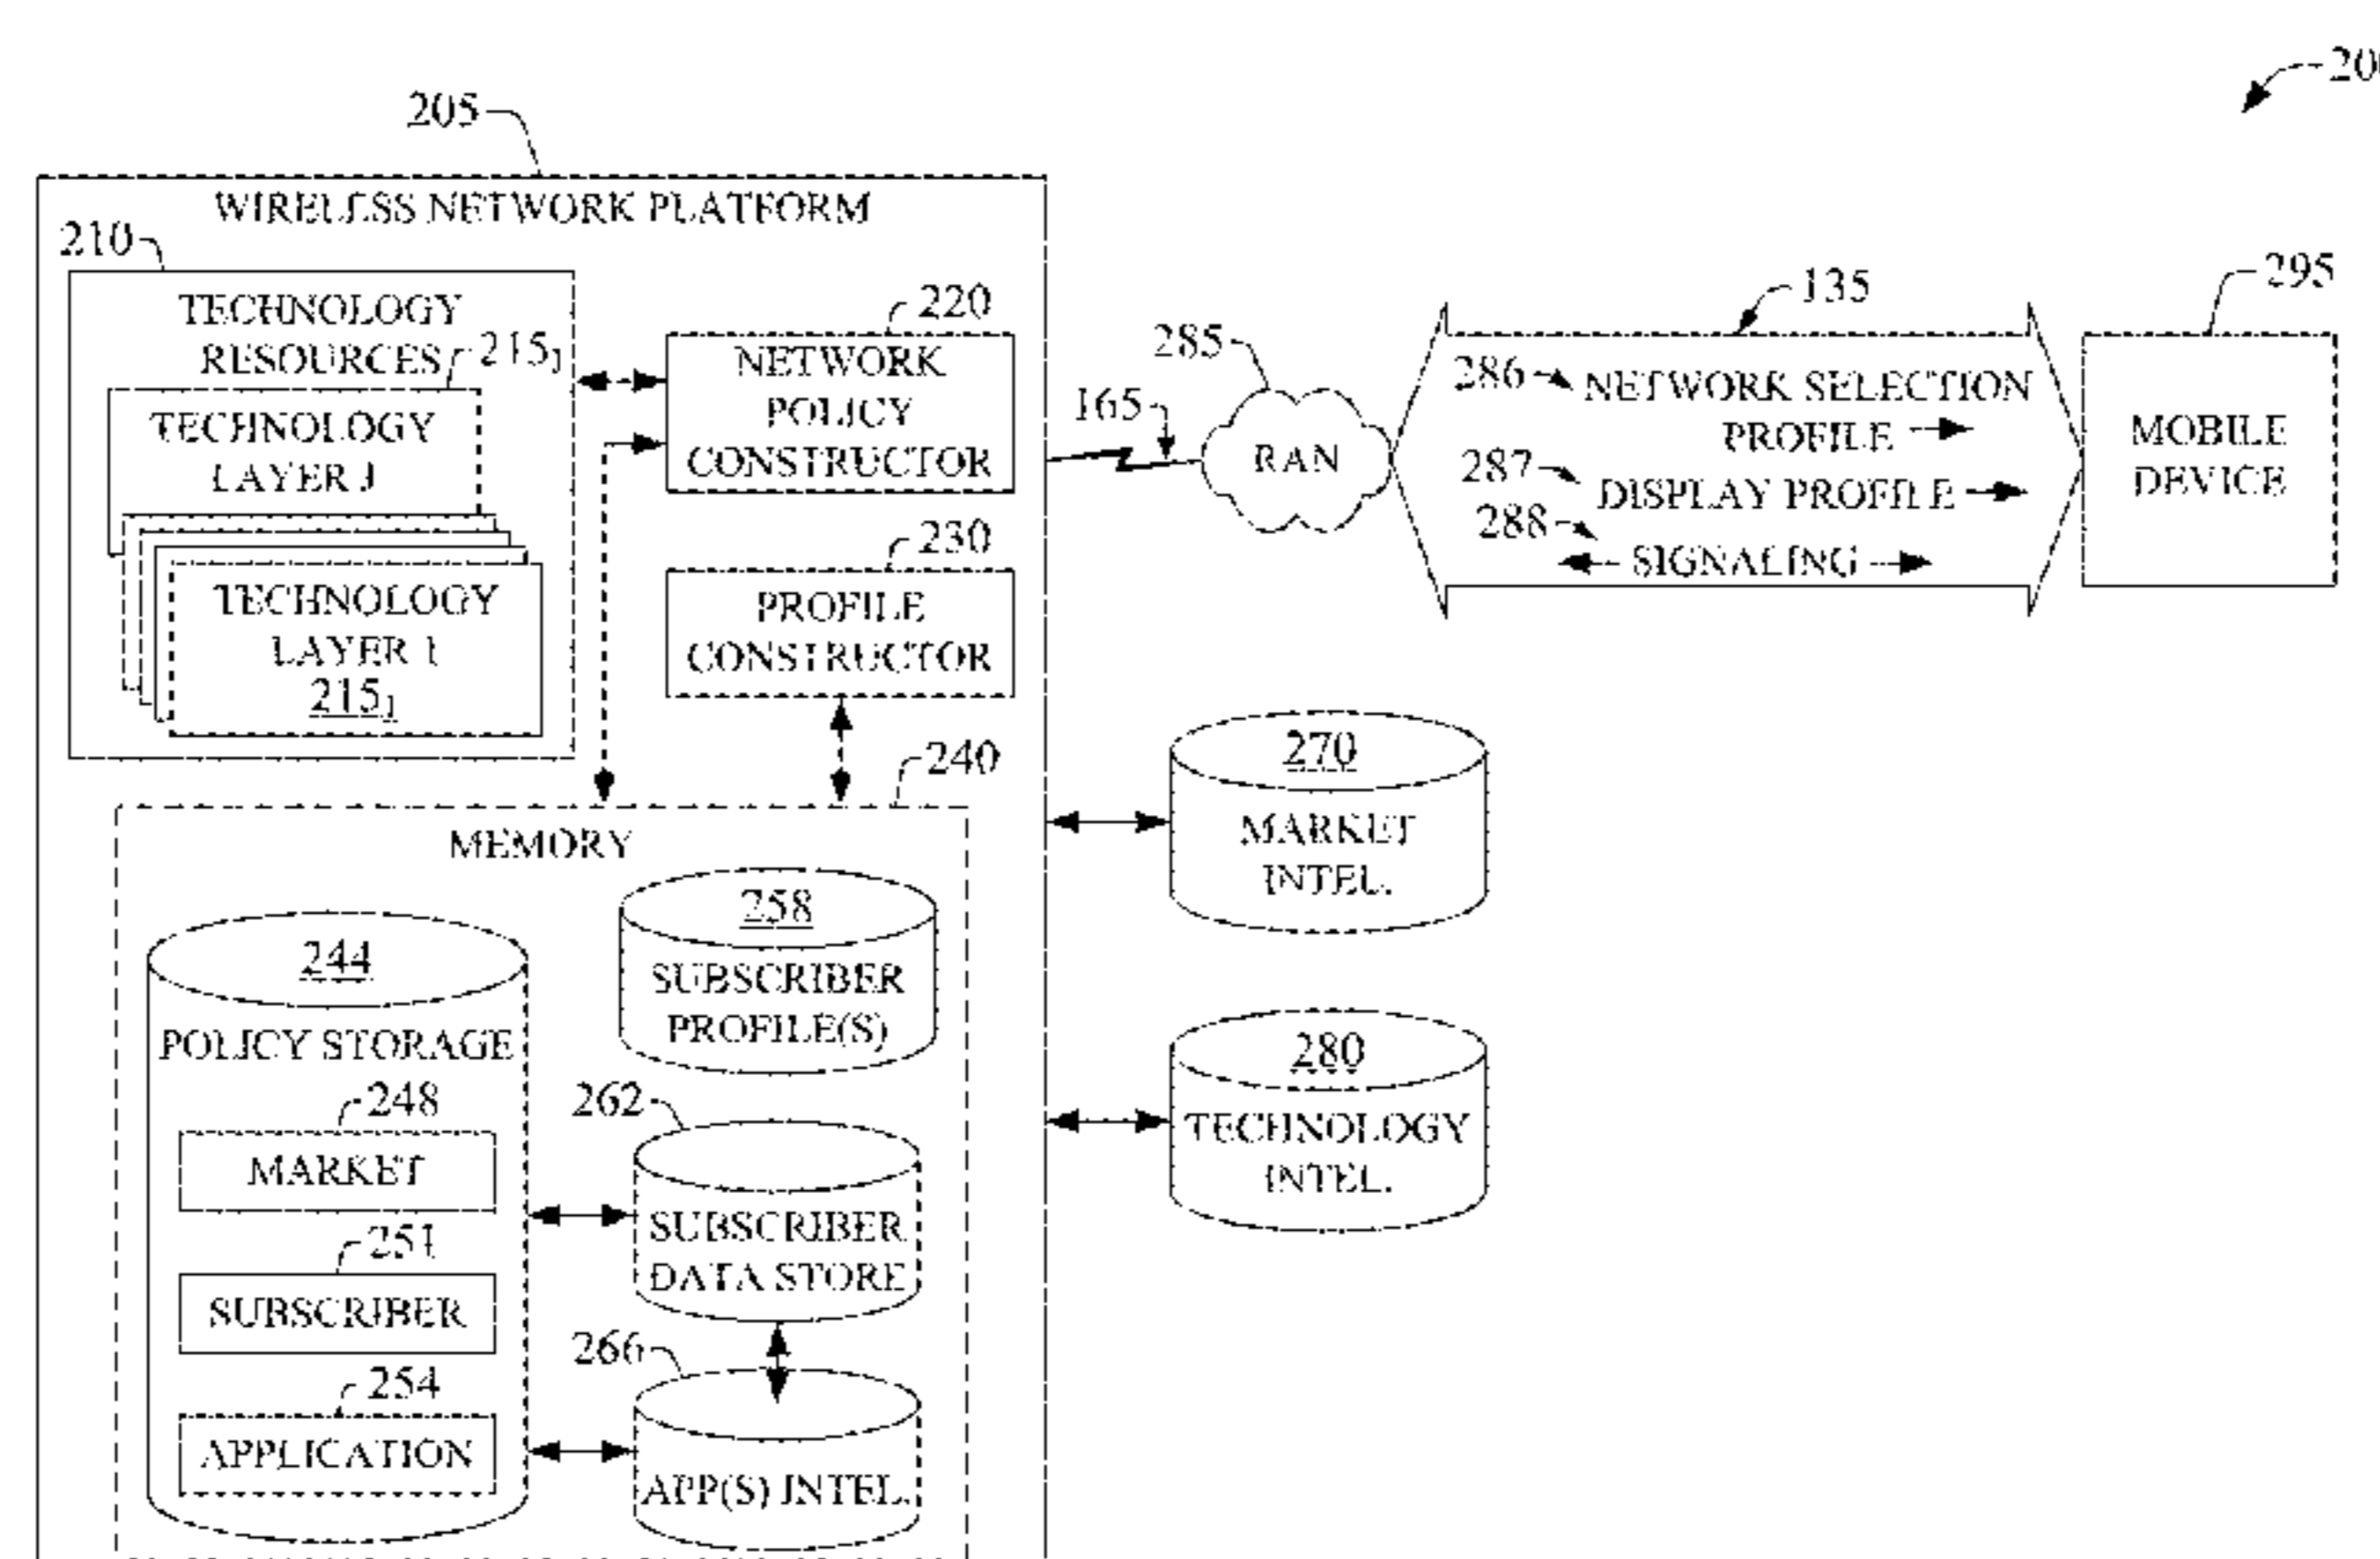 200
205
WIRELESS NETWORK PLATFORM
210
TECHNOLOGY
RESOURCES
215J
TECHNOLOGY
LAYER J
TECHNOLOGY
LAYER 1
2151
220
NETWORK
POLICY
CONSTRUCTOR
230
PROFILE
CONSTRUCTOR
240
MEMORY
244
POLICY STORAGE
248
MARKET
251
SUBSCRIBER
254
APPLICATION
258
SUBSCRIBER
PROFILE(S)
262
SUBSCRIBER
DATA STORE
266
APP(S) INTEL.
165
285
RAN
135
286
NETWORK SELECTION
PROFILE
287
DISPLAY PROFILE
288
SIGNALING
295
MOBILE
DEVICE
270
MARKET
INTEL.
280
TECHNOLOGY
INTEL.